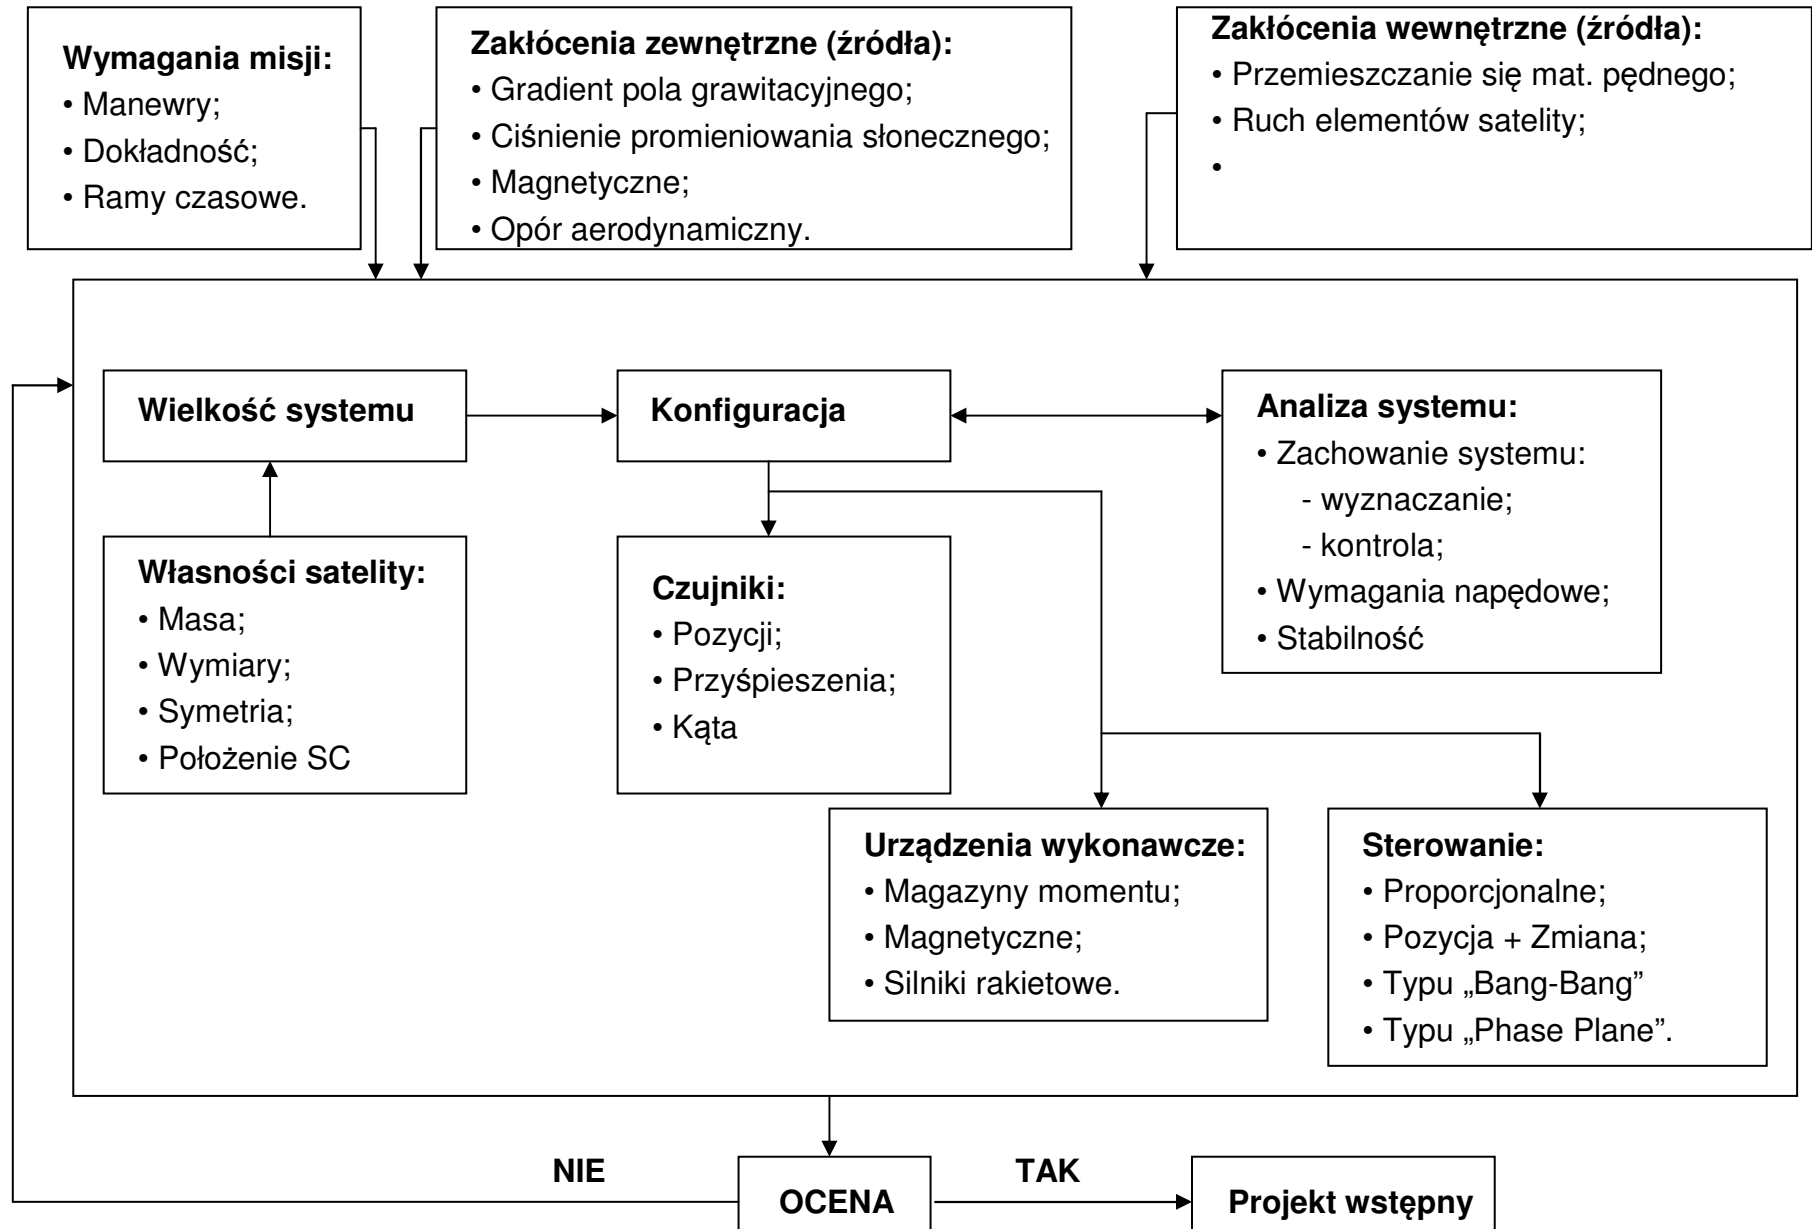 Wymagania misji:
• Manewry;
• Dokładność;
• Ramy czasowe.
Zakłócenia zewnętrzne (źródła):
• Gradient pola grawitacyjnego;
• Ciśnienie promieniowania słonecznego;
• Magnetyczne;
• Opór aerodynamiczny.
Zakłócenia wewnętrzne (źródła):
• Przemieszczanie się mat. pędnego;
• Ruch elementów satelity;
•
Wielkość systemu
Konfiguracja
Analiza systemu:
• Zachowanie systemu:
- wyznaczanie;
- kontrola;
• Wymagania napędowe;
• Stabilność
Własności satelity:
• Masa;
• Wymiary;
• Symetria;
• Położenie SC
Czujniki:
• Pozycji;
• Przyśpieszenia;
• Kąta
Urządzenia wykonawcze:
• Magazyny momentu;
• Magnetyczne;
• Silniki rakietowe.
Sterowanie:
• Proporcjonalne;
• Pozycja + Zmiana;
• Typu „Bang-Bang”
• Typu „Phase Plane”.
NIE
OCENA
TAK
Projekt wstępny